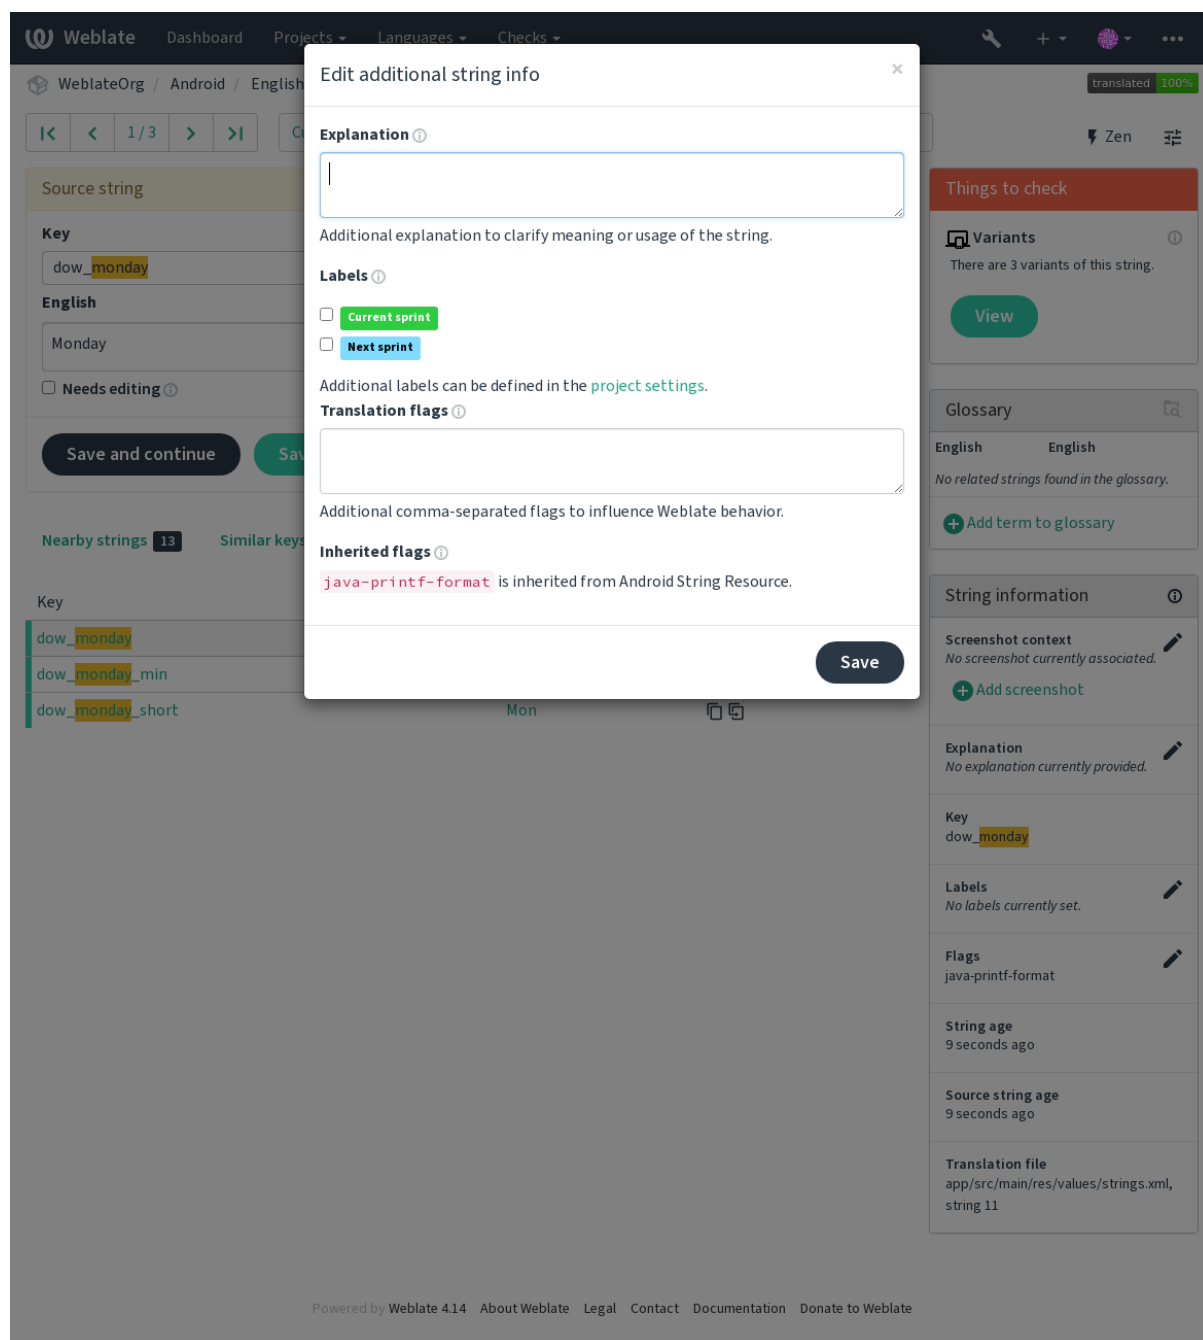 Weblate Dashboard Projects Languages Checks
WeblateOrg / Android / English
translated 100%
1 / 3
Zen
Source string
Key
dow_monday
English
Monday
Needs editing
Save and continue
Nearby strings 13 Similar keys
Key
dow_monday
dow_monday_min
dow_monday_short Mon
Edit additional string info
×
Explanation
Additional explanation to clarify meaning or usage of the string.
Labels
Current sprint
Next sprint
Additional labels can be defined in the project settings.
Translation flags
Additional comma-separated flags to influence Weblate behavior.
Inherited flags
java-printf-format is inherited from Android String Resource.
Save
Things to check
Variants
There are 3 variants of this string.
View
Glossary
English English
No related strings found in the glossary.
Add term to glossary
String information
Screenshot context
No screenshot currently associated.
Add screenshot
Explanation
No explanation currently provided.
Key
dow_monday
Labels
No labels currently set.
Flags
java-printf-format
String age
9 seconds ago
Source string age
9 seconds ago
Translation file
app/src/main/res/values/strings.xml,
string 11
Powered by Weblate 4.14 About Weblate Legal Contact Documentation Donate to Weblate